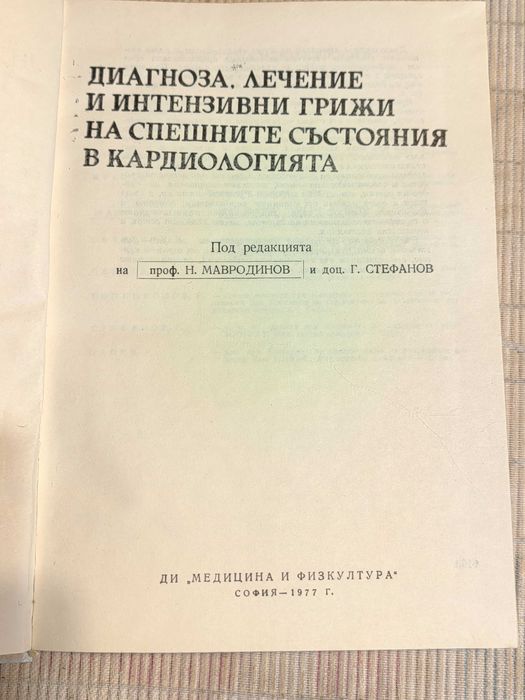 ДИАГНОЗА, ЛЕЧЕНИЕ
И ИНТЕНЗИВНИ ГРИЖИ
НА СПЕШНИТЕ СЪСТОЯНИЯ
В КАРДИОЛОГИЯТА
Под редакцията
на проф. Н. МАВРОДИНОВ и доц. Г. СТЕФАНОВ
ДИ „МЕДИЦИНА И ФИЗКУЛТУРА“
СОФИЯ—1977 Г.